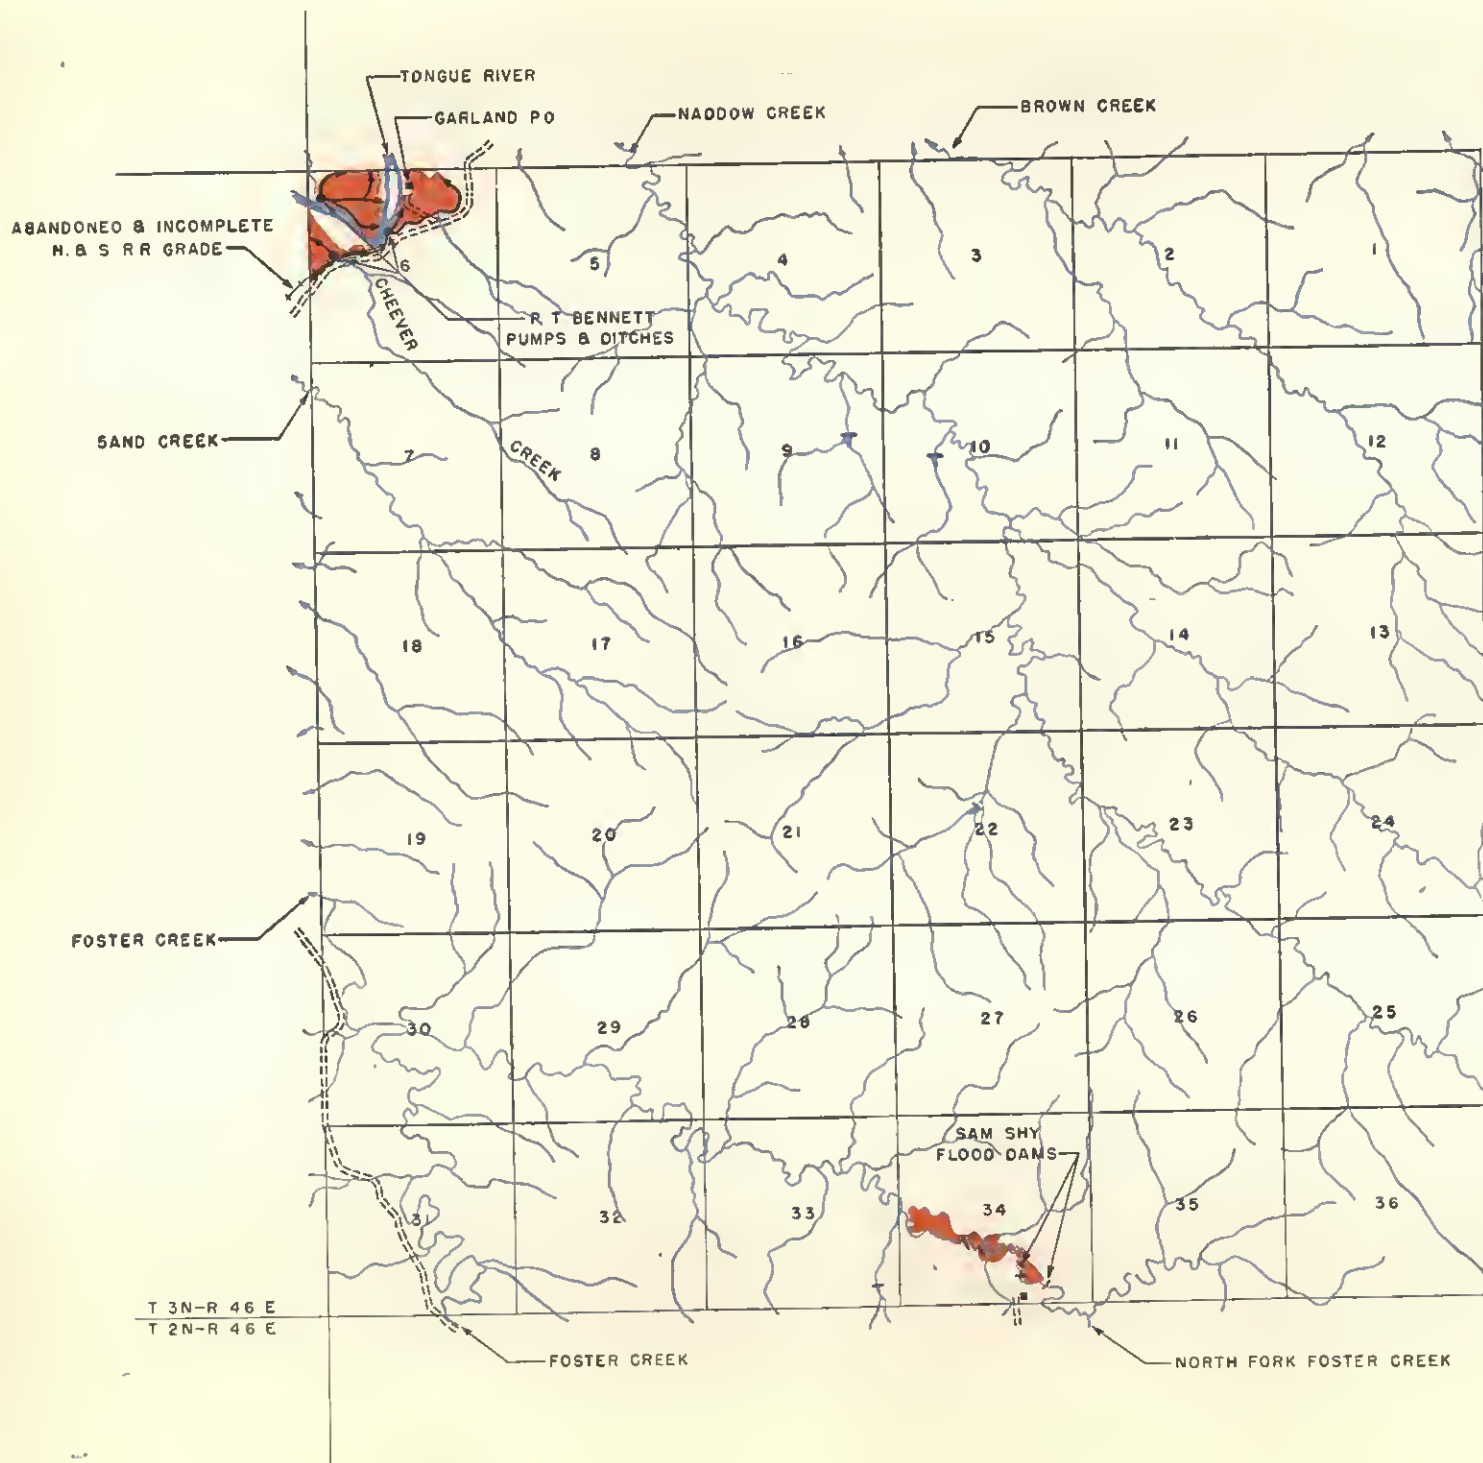 TONGUE RIVER
GARLAND PO
NADDOW CREEK
BROWN CREEK
ABANDONED & INCOMPLETE
M. & S R R GRADE
6
5
4
3
2
1
CHEEVER
R T BENNETT
PUMPS & DITCHES
SAND CREEK
7
CREEK
8
9
10
11
12
18
17
16
15
14
13
19
20
21
22
23
24
FOSTER CREEK
30
29
28
27
26
25
SAM SHY
FLOOD DAMS
31
32
33
34
35
36
T 3N-R 46 E
T 2N-R 46 E
FOSTER CREEK
NORTH FORK FOSTER CREEK